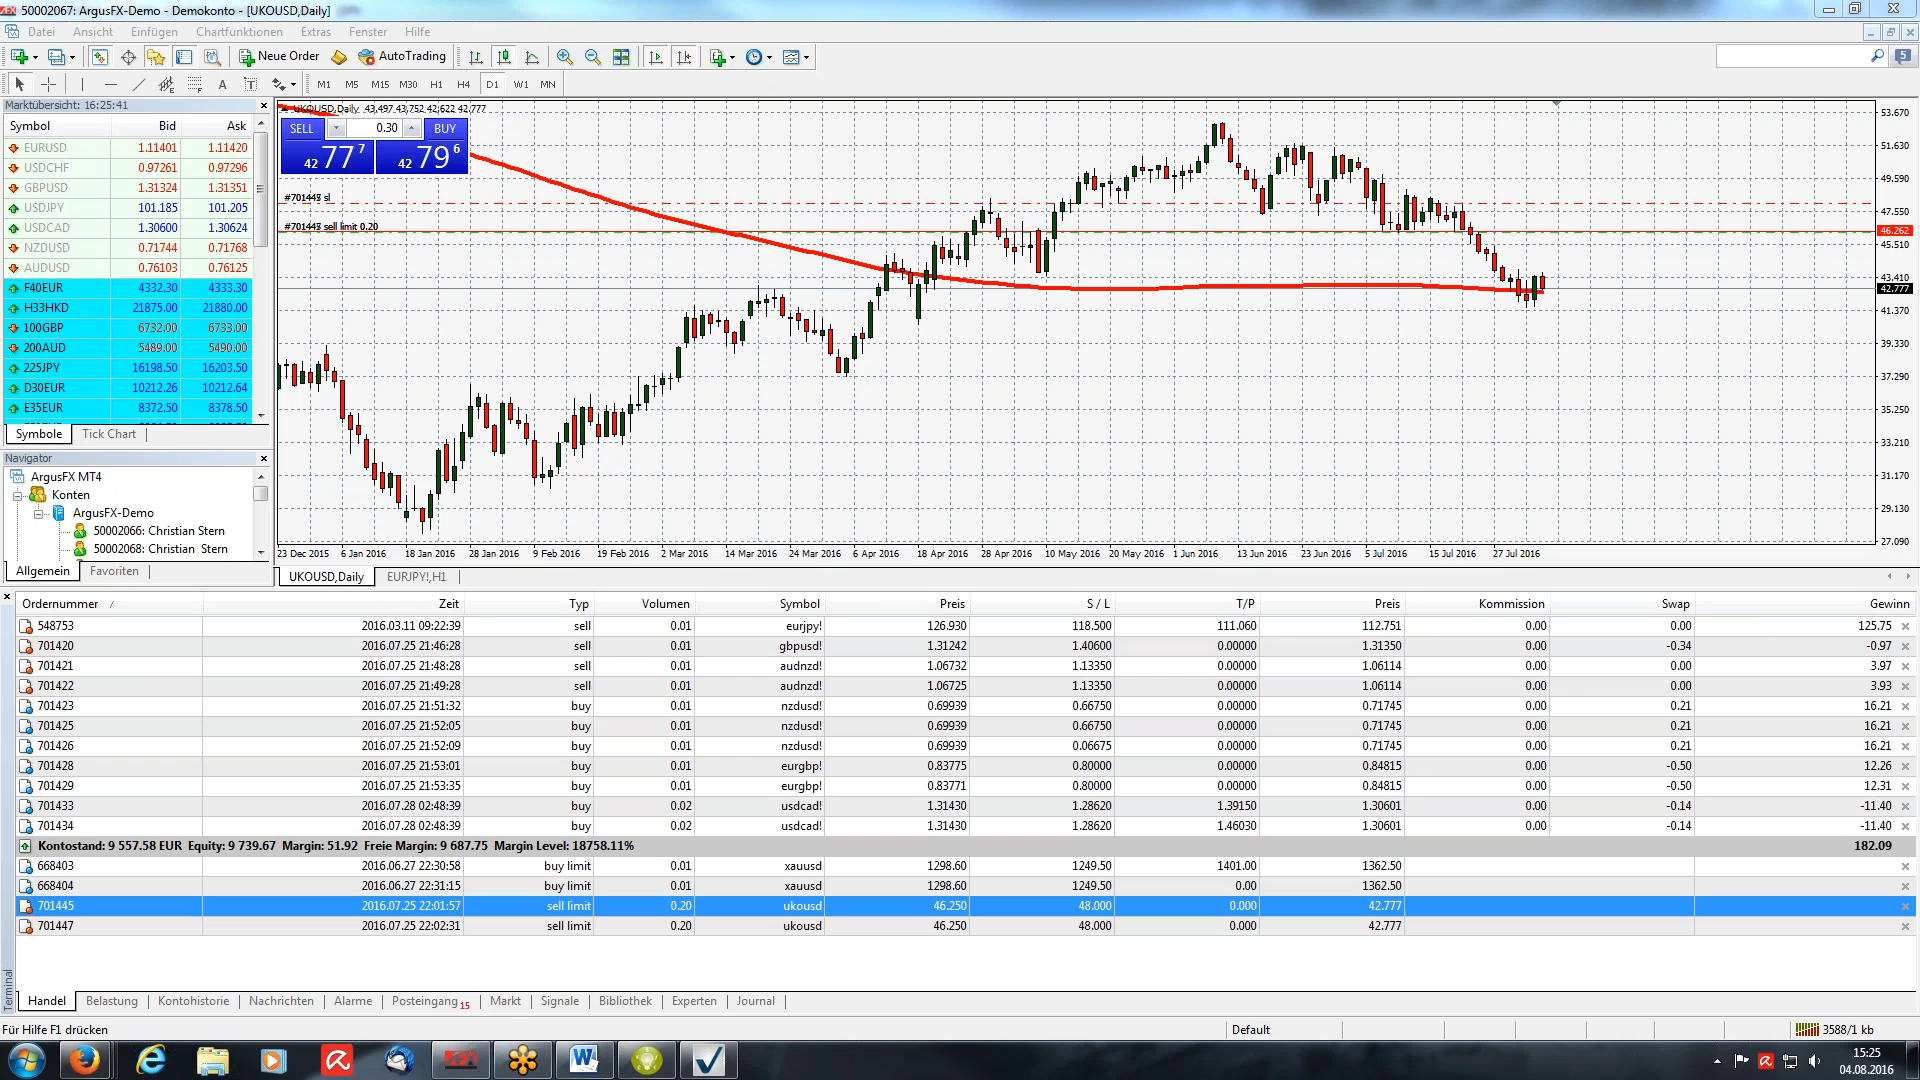 50002067: ArgusFX-Demo - Demokonto - [UKOUSD,Daily]
Datei Ansicht Einfügen Chartfunktionen Extras Fenster Hilfe
New Order AutoTrading
5
A T M1 M5 M15 M30 H1 H4 D1 W1 MN
Marktübersicht: 16:25:41
Symbol Bid Ask
EURUSD 1.11401 1.11420
USDCHF 0.97261 0.97296
GBPUSD 1.31324 1.31351
USDJPY 101.185 101.205
USDCAD 1.30600 1.30624
NZDUSD 0.71744 0.71768
AUDUSD 0.76103 0.76125
F40EUR 4332.30 4333.30
H33HKD 21875.00 21880.00
100GBP 6732.00 6733.00
200AUD 5489.00 5490.00
225JPY 16198.50 16203.50
D30EUR 10212.26 10212.64
E35EUR 8372.50 8378.50
Symbole Tick Chart
Navigator
ArgusFX MT4
Konten
ArgusFX-Demo
50002066: Christian Stern
50002068: Christian Stern
Allgemein Favoriten
UKOUSD,Daily 43.497 43.752 42.622 42.777
SELL 0.30 BUY
42 77 7 42 79 6
sl
sell limit 0.20
53.670
51.630
49.590
47.550
46.262
45.510
43.410
42.777
41.370
39.330
37.290
35.250
33.210
31.170
29.130
27.090
23 Dec 2015 6 Jan 2016 18 Jan 2016 28 Jan 2016 9 Feb 2016 19 Feb 2016 2 Mar 2016 14 Mar 2016 24 Mar 2016 6 Apr 2016 18 Apr 2016 28 Apr 2016 10 May 2016 20 May 2016 1 Jun 2016 13 Jun 2016 23 Jun 2016 5 Jul 2016 15 Jul 2016 27 Jul 2016
UKOUSD,Daily EURJPY!,H1
Ordernummer / Zeit Typ Volumen Symbol Preis S / L T/P Preis Kommission Swap Gewinn
548753 2016.03.11 09:22:39 sell 0.01 eurjpy! 126.930 118.500 111.060 112.751 0.00 0.00 125.75
701420 2016.07.25 21:46:28 sell 0.01 gbpusd! 1.31242 1.40600 0.00000 1.31350 0.00 -0.34 -0.97
701421 2016.07.25 21:48:28 sell 0.01 audnzd! 1.06732 1.13350 0.00000 1.06114 0.00 0.00 3.97
701422 2016.07.25 21:49:28 sell 0.01 audnzd! 1.06725 1.13350 0.00000 1.06114 0.00 0.00 3.93
701423 2016.07.25 21:51:32 buy 0.01 nzdusd! 0.69939 0.66750 0.00000 0.71745 0.00 0.21 16.21
701425 2016.07.25 21:52:05 buy 0.01 nzdusd! 0.69939 0.66750 0.00000 0.71745 0.00 0.21 16.21
701426 2016.07.25 21:52:09 buy 0.01 nzdusd! 0.69939 0.06675 0.00000 0.71745 0.00 0.21 16.21
701428 2016.07.25 21:53:01 buy 0.01 eurgbp! 0.83775 0.80000 0.00000 0.84815 0.00 -0.50 12.26
701429 2016.07.25 21:53:35 buy 0.01 eurgbp! 0.83771 0.80000 0.00000 0.84815 0.00 -0.50 12.31
701433 2016.07.28 02:48:39 buy 0.02 usdcad! 1.31430 1.28620 1.39150 1.30601 0.00 -0.14 -11.40
701434 2016.07.28 02:48:39 buy 0.02 usdcad! 1.31430 1.28620 1.46030 1.30601 0.00 -0.14 -11.40
Kontostand: 9 557.58 EUR Equity: 9 739.67 Margin: 51.92 Freie Margin: 9 687.75 Margin Level: 18758.11% 182.09
668403 2016.06.27 22:30:58 buy limit 0.01 xauusd 1298.60 1249.50 1401.00 1362.50
668404 2016.06.27 22:31:15 buy limit 0.01 xauusd 1298.60 1249.50 0.00 1362.50
701445 2016.07.25 22:01:57 sell limit 0.20 ukousd 46.250 48.000 0.000 42.777
701447 2016.07.25 22:02:31 sell limit 0.20 ukousd 46.250 48.000 0.000 42.777
Terminal
Handel Belastung Kontohistorie Nachrichten Alarme Posteingang 15 Markt Signale Bibliothek Experten Journal
Für Hilfe F1 drücken Default 3588/1 kb
15:25
04.08.2016